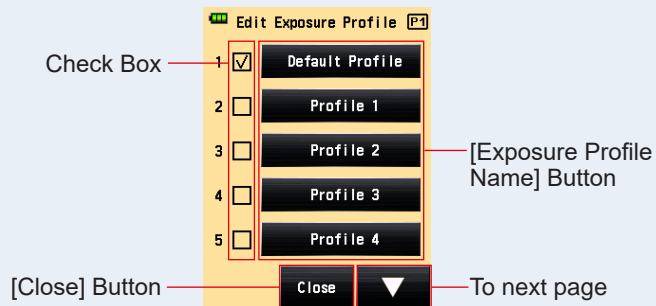 Edit Exposure Profile P1
Check Box
1 Default Profile
2 Profile 1
3 Profile 2
[Exposure Profile
Name] Button
4 Profile 3
5 Profile 4
[Close] Button
Close
To next page